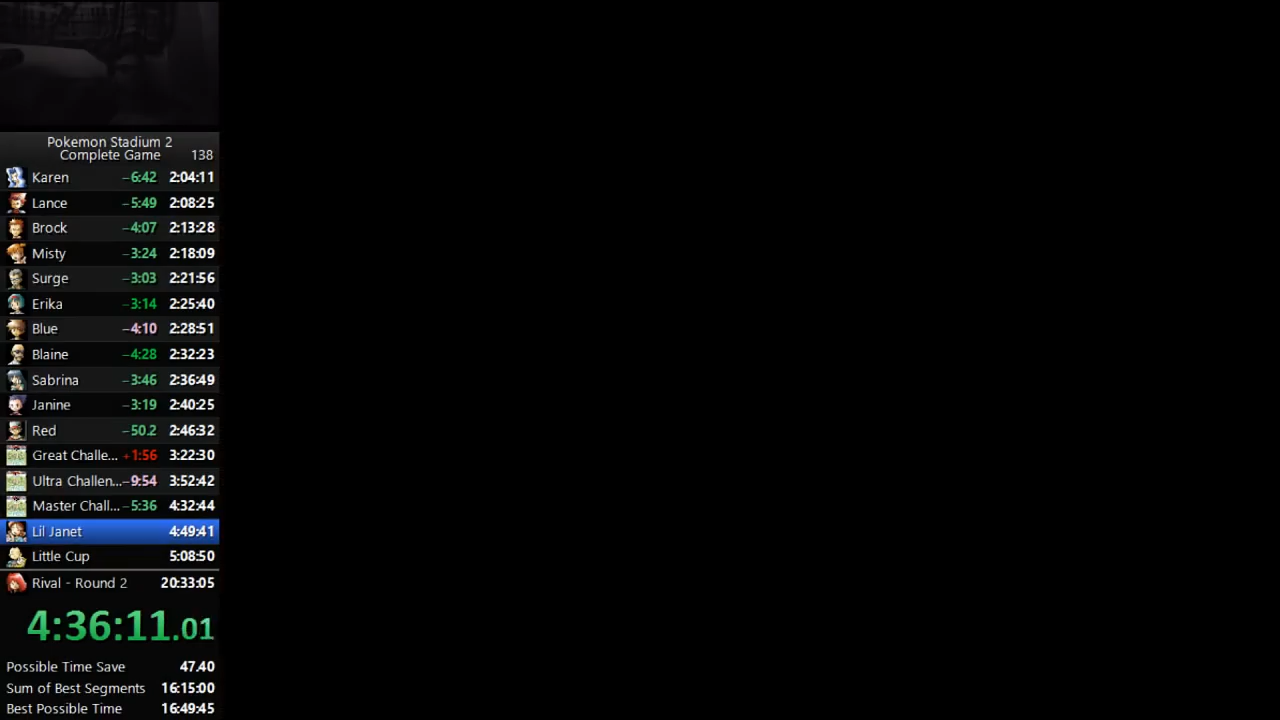 Pokemon Stadium 2
Complete Game 138
Karen −6:42 2:04:11
Lance −5:49 2:08:25
Brock −4:07 2:13:28
Misty −3:24 2:18:09
Surge −3:03 2:21:56
Erika −3:14 2:25:40
Blue −4:10 2:28:51
Blaine −4:28 2:32:23
Sabrina −3:46 2:36:49
Janine −3:19 2:40:25
Red −50.2 2:46:32
Great Challe... +1:56 3:22:30
Ultra Challen... −9:54 3:52:42
Master Chall... −5:36 4:32:44
Lil Janet 4:49:41
Little Cup 5:08:50
Rival - Round 2 20:33:05
4:36:11.01
Possible Time Save 47.40
Sum of Best Segments 16:15:00
Best Possible Time 16:49:45